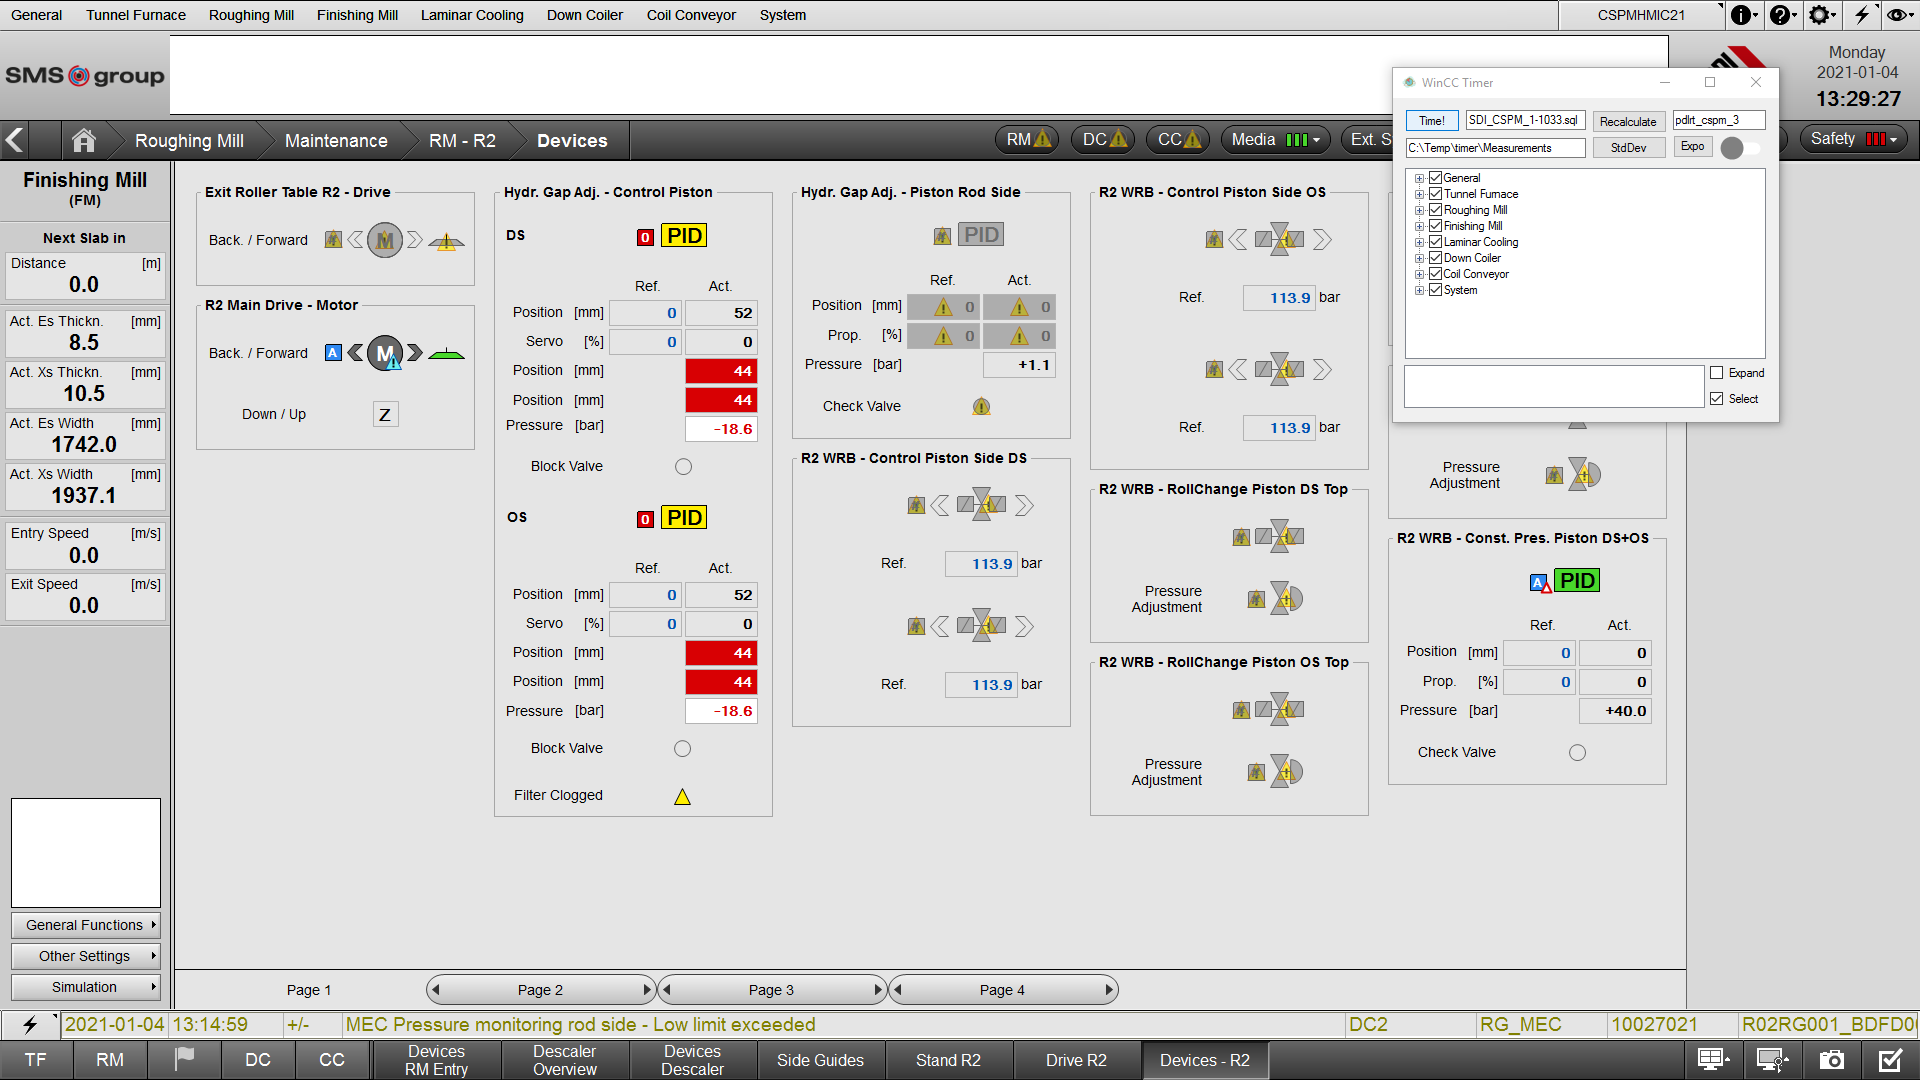 General Tunnel Furnace Roughing Mill Finishing Mill Laminar Cooling Down Coiler Coil Conveyor System CSPMHMIC21
SMS group
Monday
2021-01-04
13:29:27
Roughing Mill Maintenance RM - R2 Devices RM DC CC Media Ext. S Safety
WinCC Timer
Time! SDI_CSPM_1-1033.sql Recalculate pdlrt_cspm_3
C:\Temp\timer\Measurements StdDev Expo
General
Tunnel Furnace
Roughing Mill
Finishing Mill
Laminar Cooling
Down Coiler
Coil Conveyor
System
Expand
Select
Finishing Mill
(FM)
Next Slab in
Distance [m]
0.0
Act. Es Thickn. [mm]
8.5
Act. Xs Thickn. [mm]
10.5
Act. Es Width [mm]
1742.0
Act. Xs Width [mm]
1937.1
Entry Speed [m/s]
0.0
Exit Speed [m/s]
0.0
General Functions
Other Settings
Simulation
Exit Roller Table R2 - Drive
Back. / Forward M
R2 Main Drive - Motor
Back. / Forward A M
Down / Up Z
Hydr. Gap Adj. - Control Piston
DS 0 PID
Ref. Act.
Position [mm] 0 52
Servo [%] 0 0
Position [mm] 44
Position [mm] 44
Pressure [bar] -18.6
Block Valve
OS 0 PID
Ref. Act.
Position [mm] 0 52
Servo [%] 0 0
Position [mm] 44
Position [mm] 44
Pressure [bar] -18.6
Block Valve
Filter Clogged
Hydr. Gap Adj. - Piston Rod Side
PID
Ref. Act.
Position [mm] 0 0
Prop. [%] 0 0
Pressure [bar] +1.1
Check Valve
R2 WRB - Control Piston Side DS
Ref. 113.9 bar
Ref. 113.9 bar
R2 WRB - Control Piston Side OS
Ref. 113.9 bar
Ref. 113.9 bar
R2 WRB - RollChange Piston DS Top
Pressure
Adjustment
R2 WRB - RollChange Piston OS Top
Pressure
Adjustment
Pressure
Adjustment
R2 WRB - Const. Pres. Piston DS+OS
A PID
Ref. Act.
Position [mm] 0 0
Prop. [%] 0 0
Pressure [bar] +40.0
Check Valve
Page 1 Page 2 Page 3 Page 4
2021-01-04 13:14:59 +/- MEC Pressure monitoring rod side - Low limit exceeded DC2 RG_MEC 10027021
TF RM DC CC Devices RM Entry Descaler Overview Devices Descaler Side Guides Stand R2 Drive R2 Devices - R2